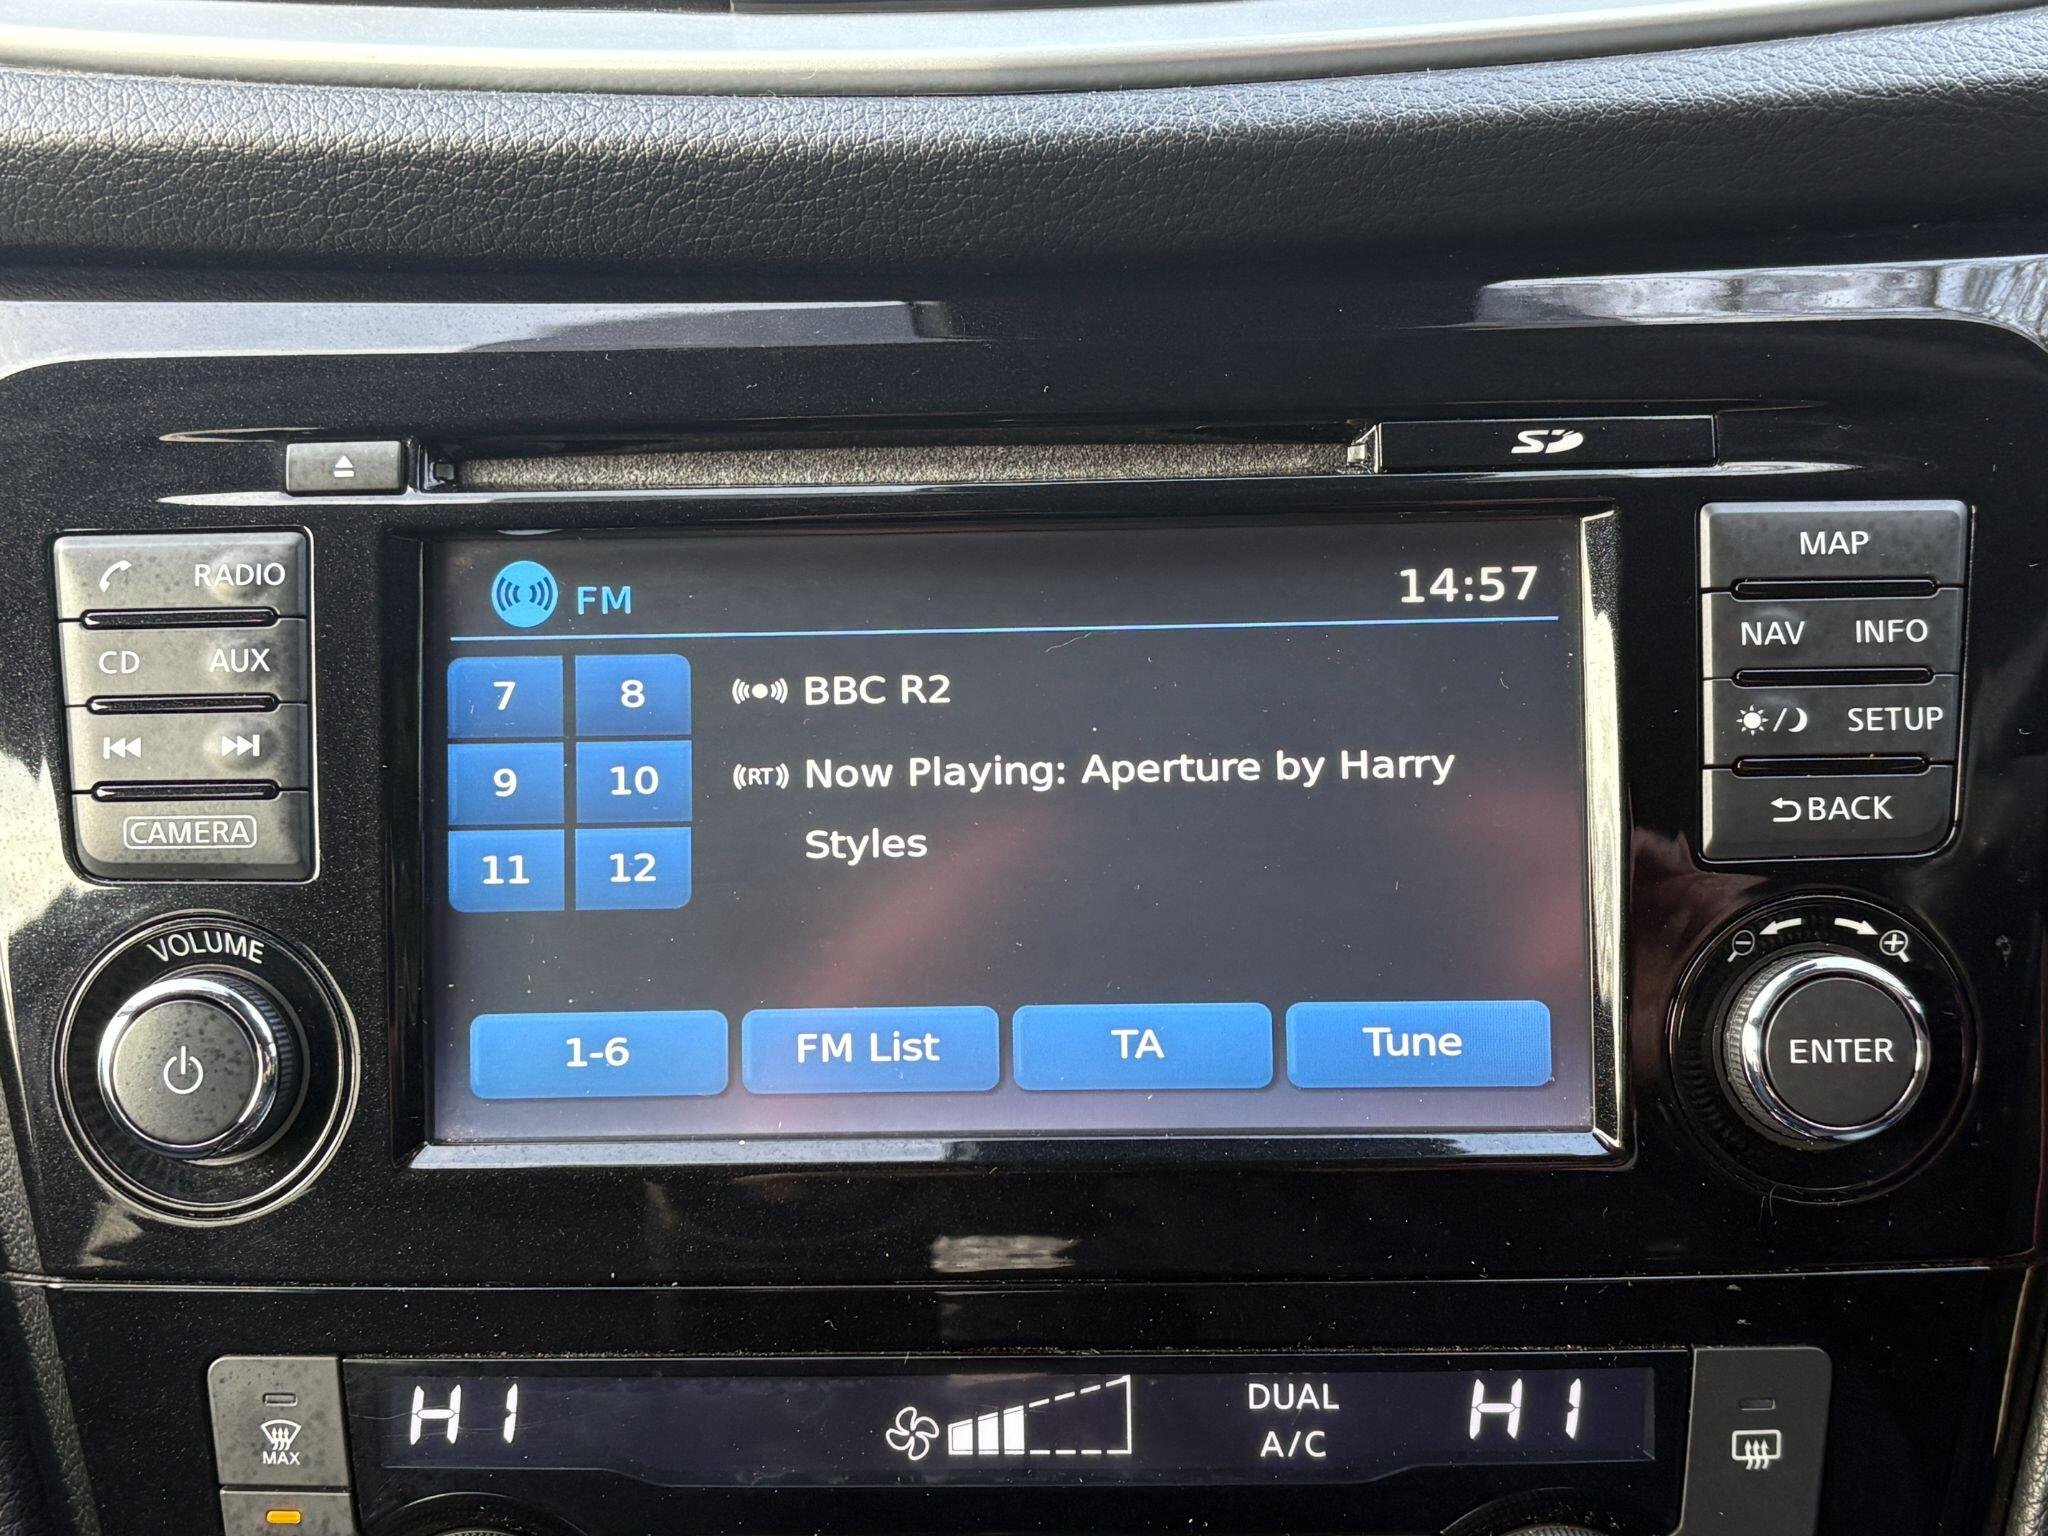 SD
RADIO
CD AUX
CAMERA
VOLUME
FM
14:57
7 8
9 10
11 12
BBC R2
RT Now Playing: Aperture by Harry
Styles
1-6 FM List TA Tune
MAP
NAV INFO
SETUP
BACK
ENTER
MAX
HI
DUAL
A/C
HI